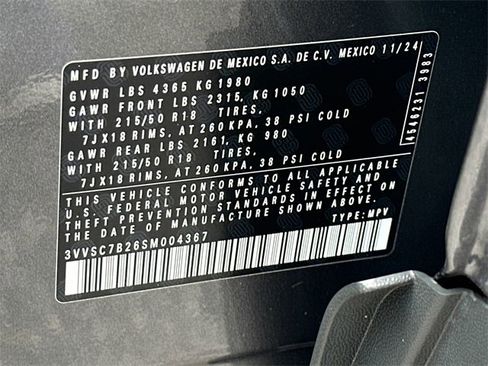 MFD BY VOLKSWAGEN DE MEXICO S.A. DE C.V. MEXICO 11/24
GVWR LBS 4365 KG 1980
GAWR FRONT LBS 2315, KG 1050
WITH 215/50 R18 TIRES.
7JX18 RIMS, AT 260 KPA, 38 PSI COLD
GAWR REAR LBS 2161, KG 980
WITH 215/50 R18 TIRES.
7JX18 RIMS, AT 260 KPA, 38 PSI COLD
THIS VEHICLE CONFORMS TO ALL APPLICABLE
U.S. FEDERAL MOTOR VEHICLE SAFETY AND
THEFT PREVENTION STANDARDS IN EFFECT ON
THE DATE OF MANUFACTURE SHOWN ABOVE.
3VVSC7B26SM004367 TYPE: MPV
4546231_3983